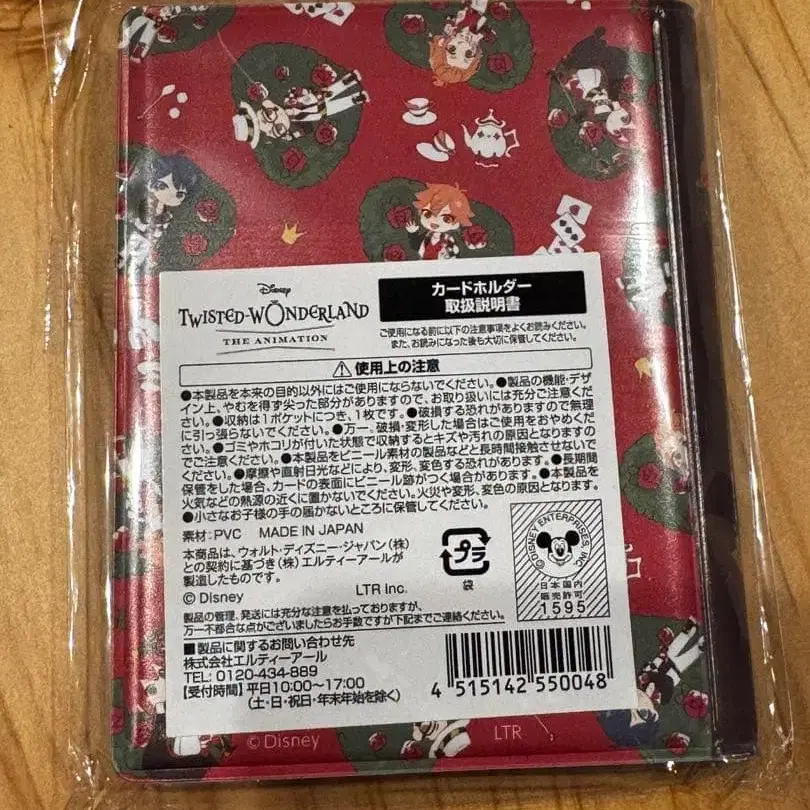 Disney
TWISTED-WONDERLAND
THE ANIMATION
カードホルダー
取扱説明書
ご使用になる前に以下の注意事項をよくお読みください。
また、お読みになった後も大切に保管してください。
⚠使用上の注意
●本製品を本来の目的以外にはご使用にならないでください。●製品の機能・デザ
イン上、やむを得ず尖った部分がありますので、お取り扱いには充分ご注意くださ
い。●収納は1ポケットにつき、1枚です。●破損する恐れがありますので無理
に引っ張らないでください。●万一、破損・変形した場合はご使用をおやめくだ
さい。●ゴミやホコリが付いた状態で収納するとキズや汚れの原因となりますの
でご注意ください。●本製品をビニール素材の製品などと長時間接触させないで
ください。●摩擦や直射日光などにより、変形、変色する恐れがあります。●長期間
保管をした場合、カードの表面にビニール跡がつく場合があります。●本製品を
火気などの熱源の近くに置かないでください。火災や変形、変色の原因となります。
●小さなお子様の手の届かないところに保管してください。
素材:PVC MADE IN JAPAN
本商品は、ウォルト・ディズニー・ジャパン(株)
との契約に基づき(株)エルティーアールが
製造したものです。
© Disney LTR Inc.
プラ
袋
© DISNEY ENTERPRISES INC.
日本国内
販売許可
1595
製品の管理、発送には充分な注意を払っておりますが、
万一不都合な点がございましたらお手数ですが下記までご連絡ください。
■製品に関するお問い合わせ先
株式会社エルティーアール
TEL: 0120-434-889
【受付時間】平日10:00〜17:00
(土・日・祝日・年末年始を除く)
4 515142 550048
© Disney LTR